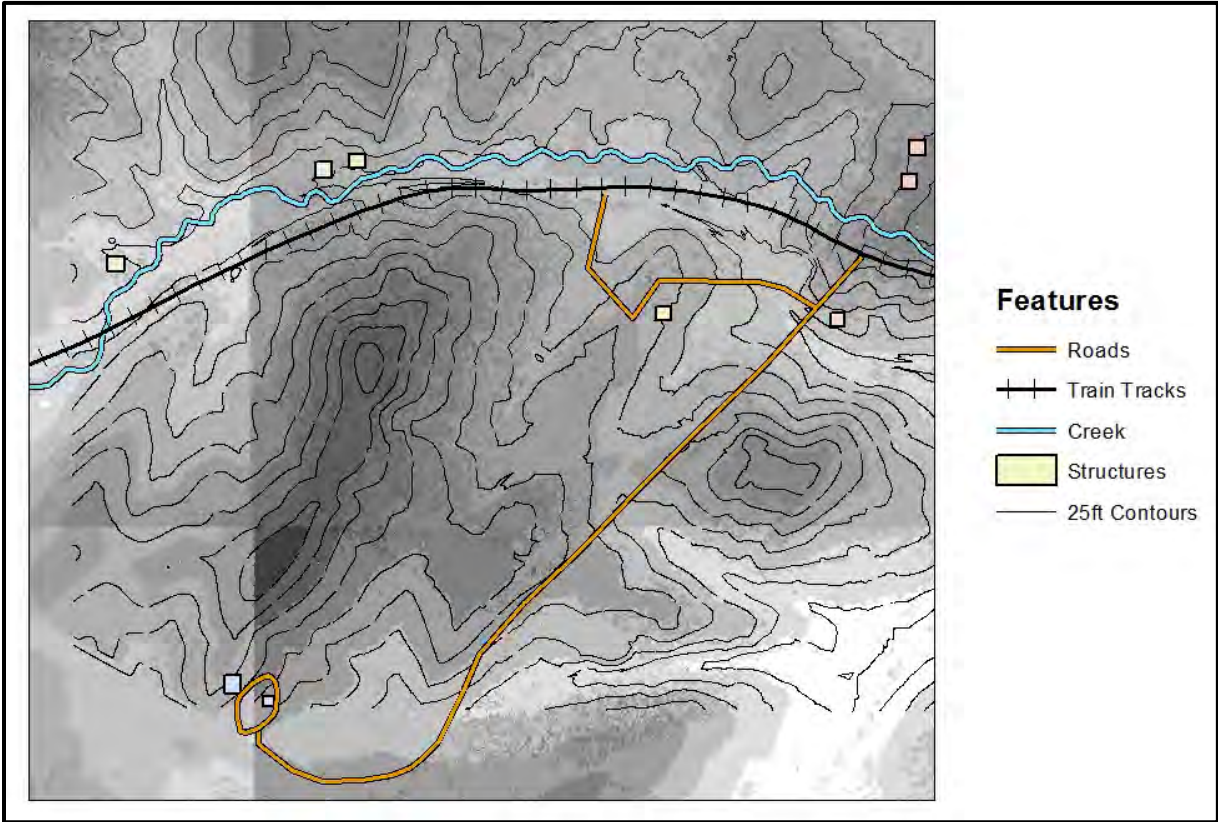 Features
Roads
Train Tracks
Creek
Structures
25ft Contours